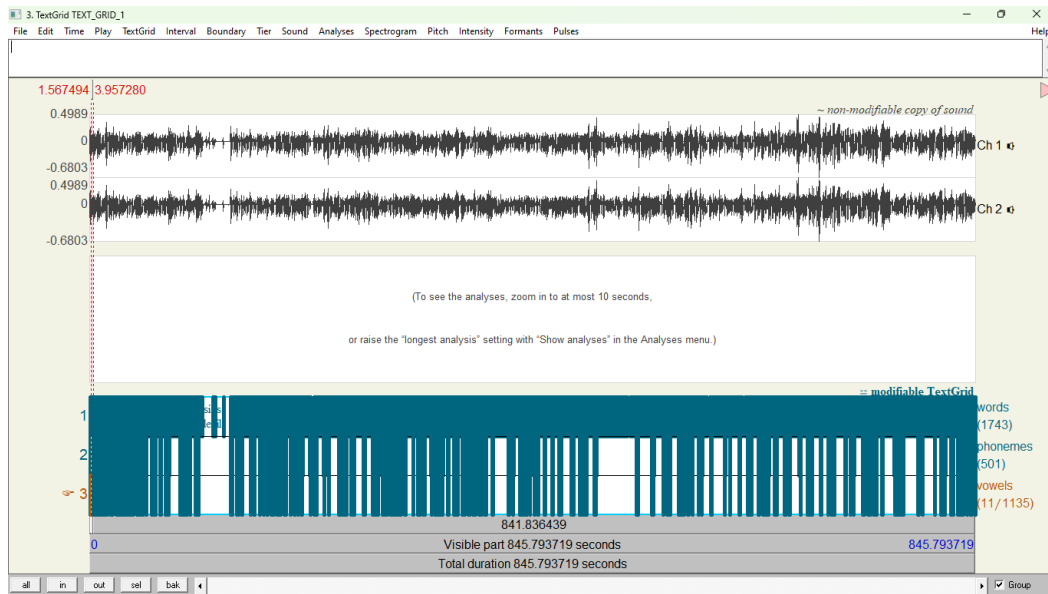 3. TextGrid TEXT_GRID_1
File Edit Time Play TextGrid Interval Boundary Tier Sound Analyses Spectrogram Pitch Intensity Formants Pulses Help
1.567494 3.957280
~ non-modifiable copy of sound
0.4989
0
-0.6803
Ch 1
0.4989
0
-0.6803
Ch 2
(To see the analyses, zoom in to at most 10 seconds,
or raise the "longest analysis" setting with "Show analyses" in the Analyses menu.)
modifiable TextGrid
1 words
(1743)
2 phonemes
(501)
3 vowels
(11/1135)
841.836439
0 Visible part 845.793719 seconds 845.793719
Total duration 845.793719 seconds
all in out sel bak Group